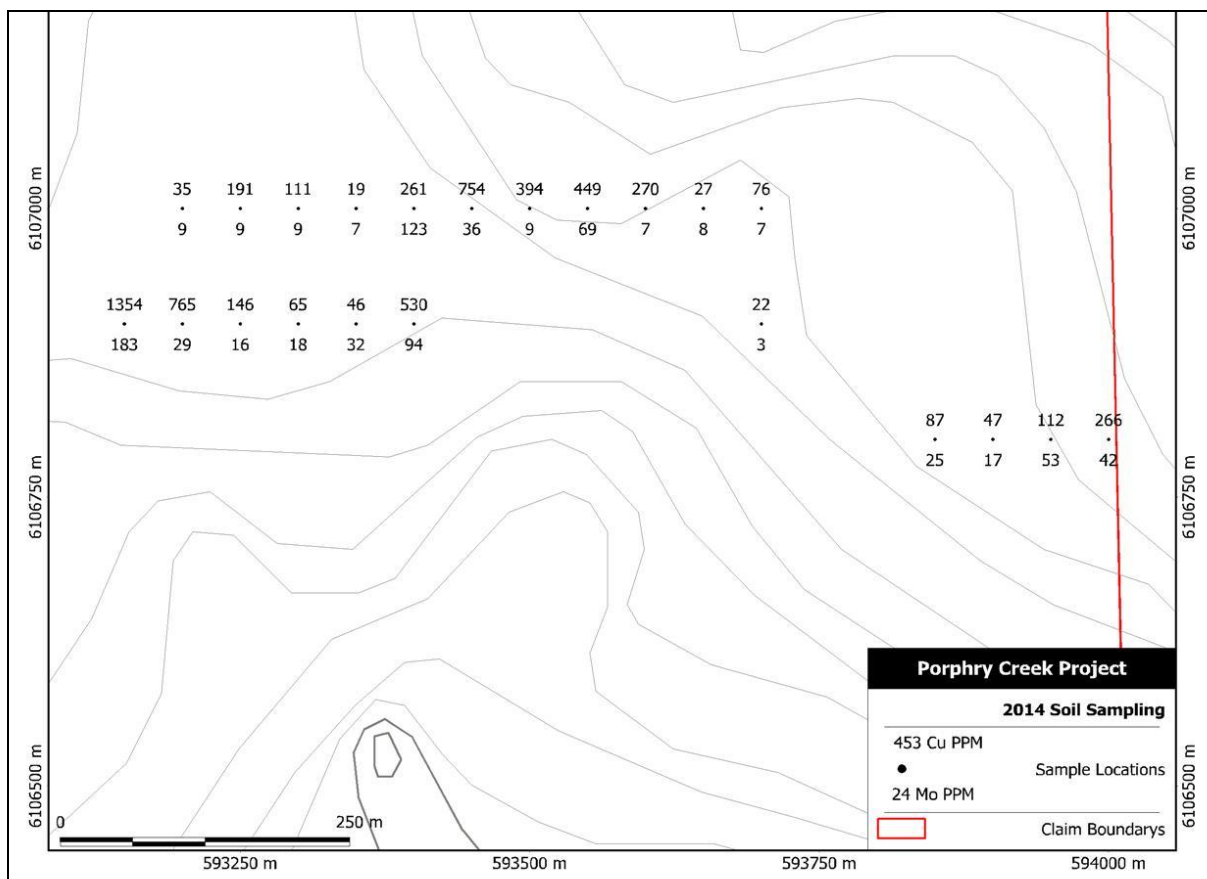 35 191 111 19 261 754 394 449 270 27 76
9 9 9 7 123 36 9 69 7 8 7
6107000 m
6107000 m
1354 765 146 65 46 530 22
183 29 16 18 32 94 3
87 47 112 266
25 17 53 42
6106750 m
6106750 m
Porphry Creek Project
2014 Soil Sampling
453 Cu PPM
Sample Locations
24 Mo PPM
Claim Boundarys
6106500 m
6106500 m
0 250 m
593250 m 593500 m 593750 m 594000 m